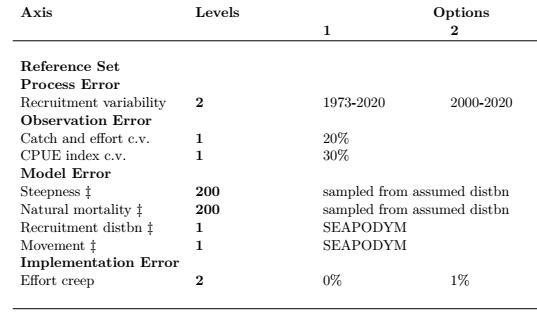 Axis Levels Options
1 2
Reference Set
Process Error
Recruitment variability 2 1973-2020 2000-2020
Observation Error
Catch and effort c.v. 1 20%
CPUE index c.v. 1 30%
Model Error
Steepness ‡ 200 sampled from assumed distbn
Natural mortality ‡ 200 sampled from assumed distbn
Recruitment distbn ‡ 1 SEAPODYM
Movement ‡ 1 SEAPODYM
Implementation Error
Effort creep 2 0% 1%